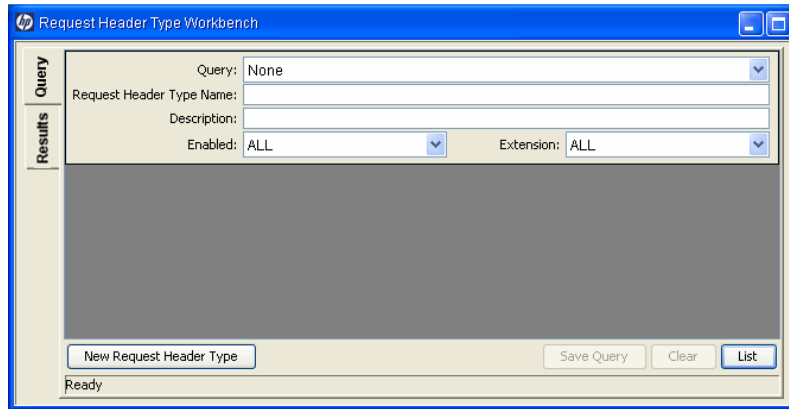 hp Request Header Type Workbench
Query
Results
Query: None
Request Header Type Name:
Description:
Enabled: ALL Extension: ALL
New Request Header Type Save Query Clear List
Ready